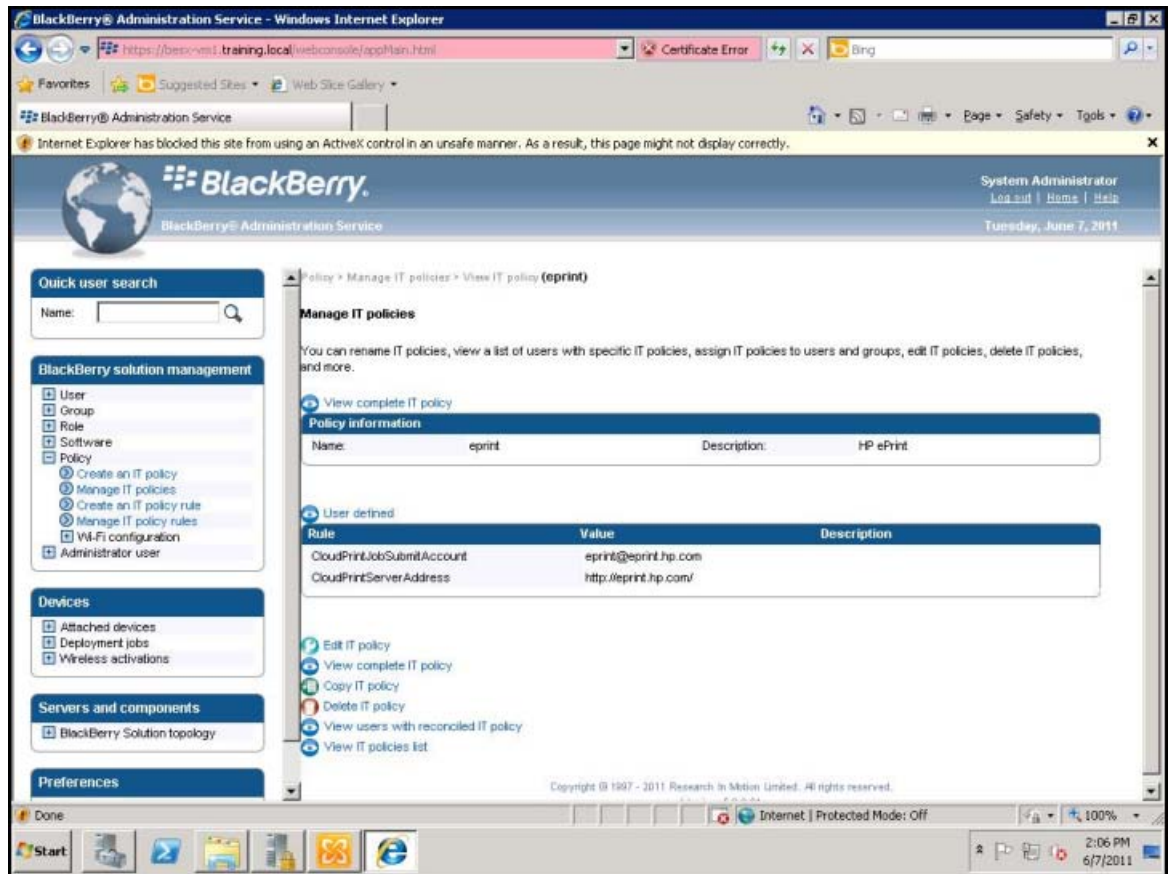 BlackBerry® Administration Service - Windows Internet Explorer
https://besx-vm1.training.local/webconsole/appMain.html Certificate Error Bing
Favorites Suggested Sites Web Slice Gallery
BlackBerry® Administration Service Page Safety Tools
Internet Explorer has blocked this site from using an ActiveX control in an unsafe manner. As a result, this page might not display correctly.
BlackBerry.
System Administrator
Log out | Home | Help
BlackBerry® Administration Service
Tuesday, June 7, 2011
Quick user search
Name:
BlackBerry solution management
User
Group
Role
Software
Policy
Create an IT policy
Manage IT policies
Create an IT policy rule
Manage IT policy rules
Wi-Fi configuration
Administrator user
Devices
Attached devices
Deployment jobs
Wireless activations
Servers and components
BlackBerry Solution topology
Preferences
Policy > Manage IT policies > View IT policy (eprint)
Manage IT policies
You can rename IT policies, view a list of users with specific IT policies, assign IT policies to users and groups, edit IT policies, delete IT policies,
and more.
View complete IT policy
Policy information
Name: eprint Description: HP ePrint
User defined
Rule Value Description
CloudPrintJobSubmitAccount eprint@eprint.hp.com
CloudPrintServerAddress http://eprint.hp.com/
Edit IT policy
View complete IT policy
Copy IT policy
Delete IT policy
View users with reconciled IT policy
View IT policies list
Copyright © 1997 - 2011 Research In Motion Limited. All rights reserved.
Done Internet | Protected Mode: Off 100%
Start 2:06 PM
6/7/2011